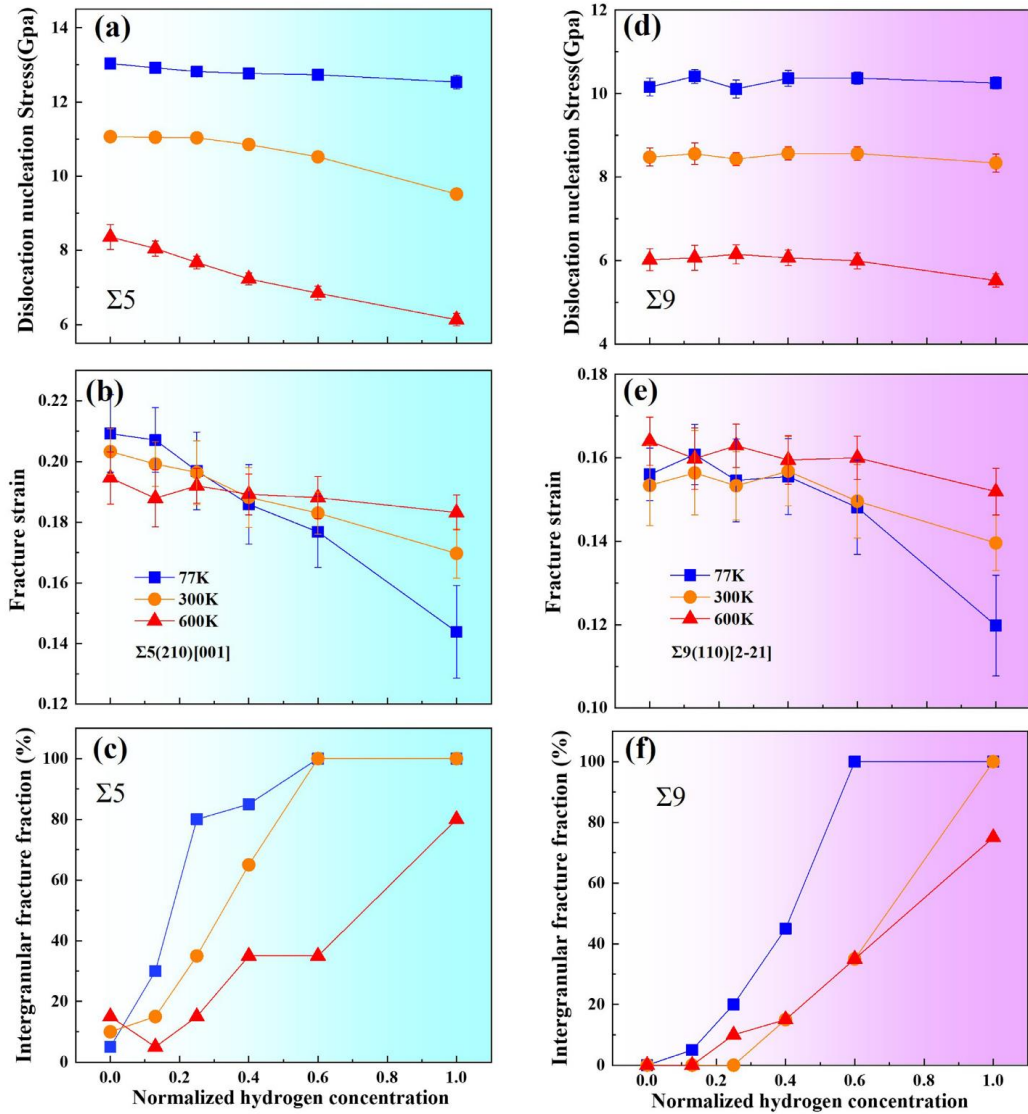 (a)
Dislocation nucleation Stress(Gpa)
14
12
10
8
6
Σ5
(d)
Dislocation nucleation Stress(Gpa)
12
10
8
6
4
Σ9
(b)
Fracture strain
0.22
0.20
0.18
0.16
0.14
0.12
77K
300K
600K
Σ5(210)[001]
(e)
Fracture strain
0.18
0.16
0.14
0.12
0.10
77K
300K
600K
Σ9(110)[2-21]
(c)
Intergranular fracture fraction (%)
100
80
60
40
20
0
Σ5
0.0 0.2 0.4 0.6 0.8 1.0
Normalized hydrogen concentration
(f)
Intergranular fracture fraction (%)
100
80
60
40
20
0
Σ9
0.0 0.2 0.4 0.6 0.8 1.0
Normalized hydrogen concentration